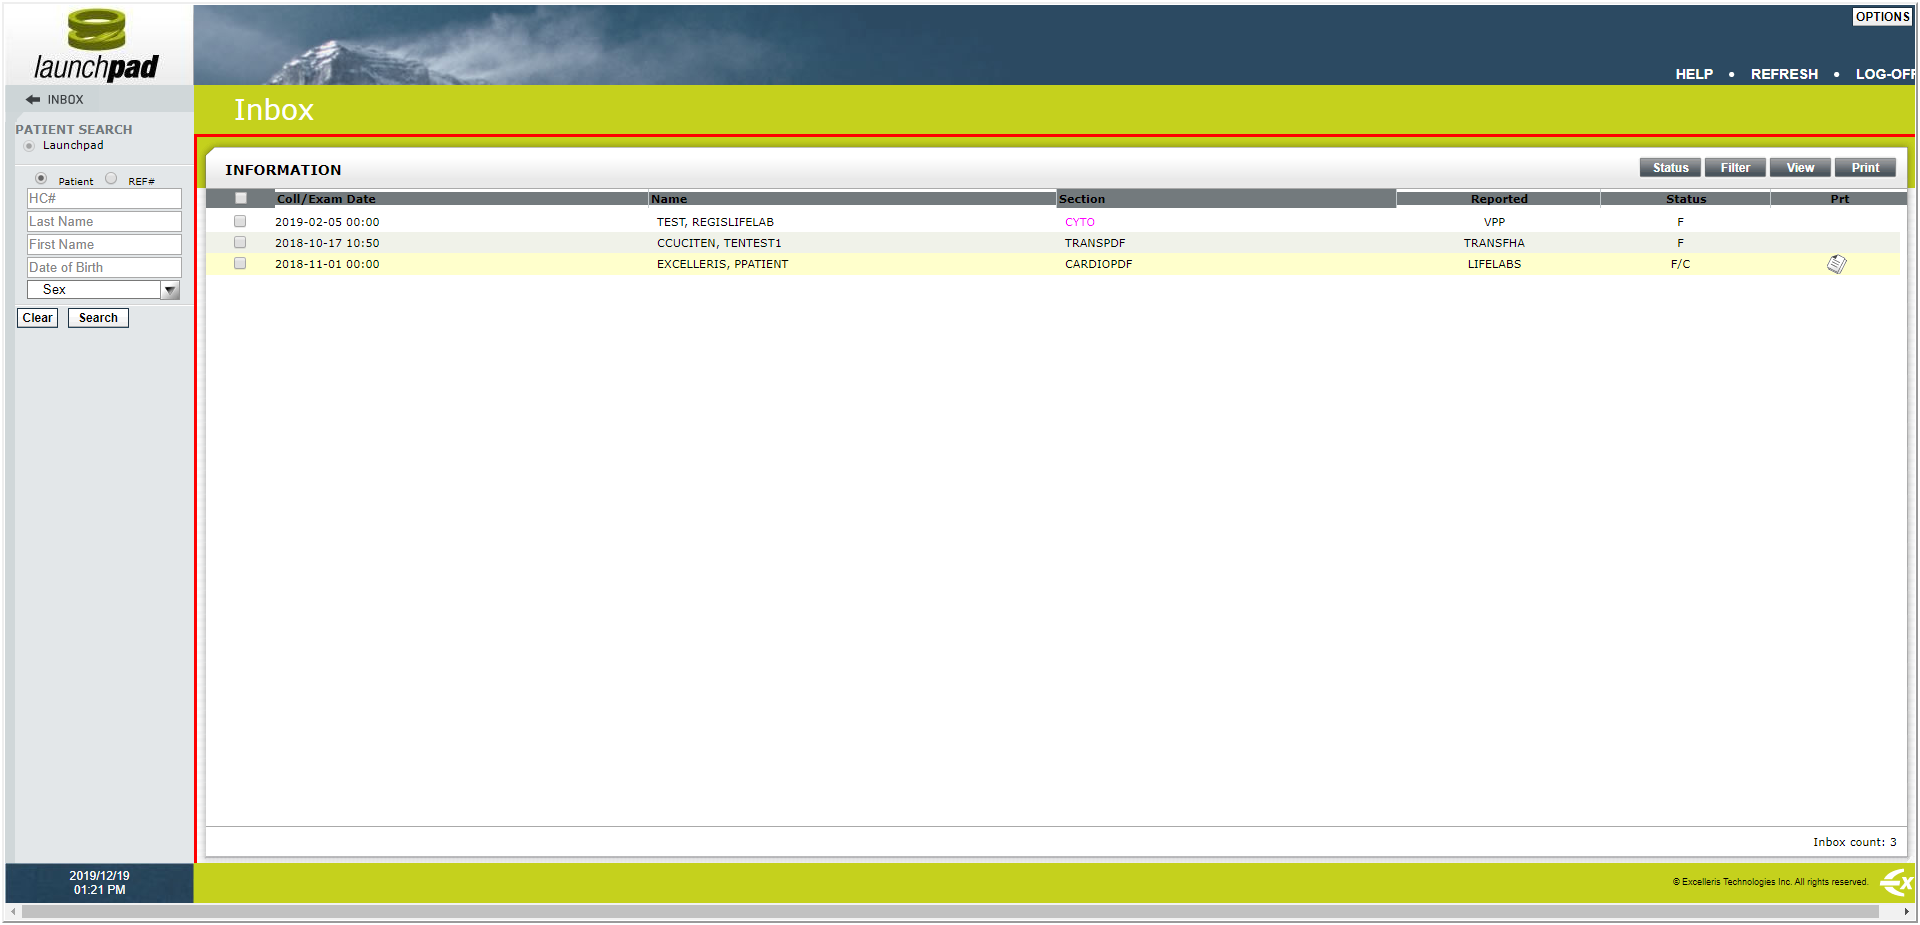 OPTIONS
launchpad
HELP • REFRESH • LOG-OFF
INBOX
Inbox
PATIENT SEARCH
Launchpad
Patient REF#
HC#
Last Name
First Name
Date of Birth
Sex
Clear Search
INFORMATION
Status Filter View Print
Coll/Exam Date Name Section Reported Status Prt
2019-02-05 00:00 TEST, REGISLIFELAB CYTO VPP F
2018-10-17 10:50 CCUCITEN, TENTEST1 TRANSPDF TRANSFHA F
2018-11-01 00:00 EXCELLERIS, PPATIENT CARDIOPDF LIFELABS F/C
Inbox count: 3
2019/12/19
01:21 PM
© Excelleris Technologies Inc. All rights reserved.